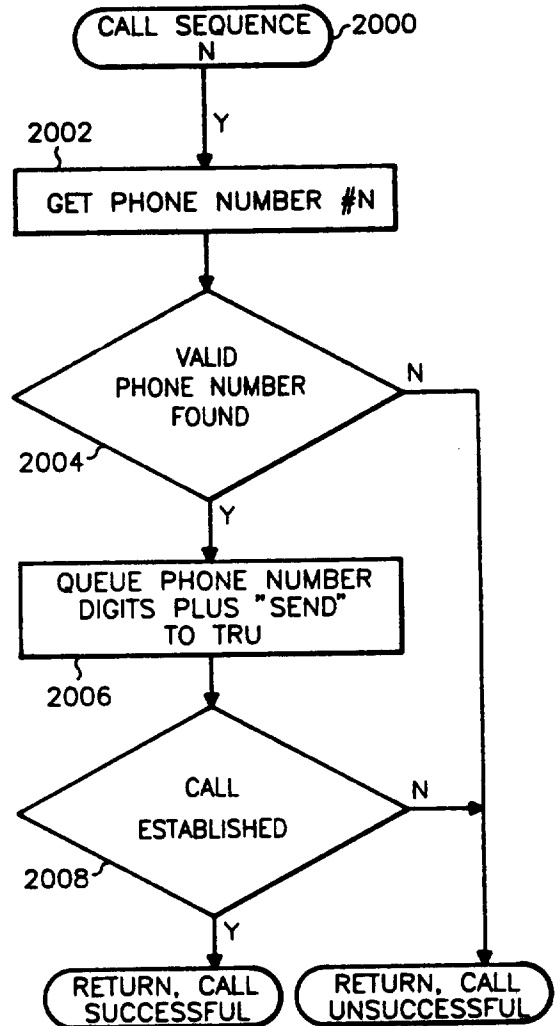 CALL SEQUENCE
N
2000
Y
2002
GET PHONE NUMBER #N
VALID
PHONE NUMBER
FOUND
N
2004
Y
QUEUE PHONE NUMBER
DIGITS PLUS "SEND"
TO TRU
2006
CALL
ESTABLISHED
N
2008
Y
RETURN, CALL
SUCCESSFUL
RETURN, CALL
UNSUCCESSFUL